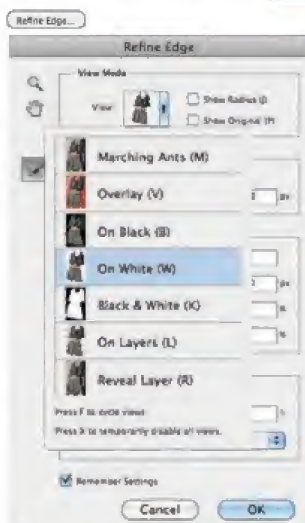 Refine Edge...
Refine Edge
View Mode
View:
Show Radius (J)
Show Original (P)
Marching Ants (M)
Overlay (V)
px
On Black (B)
On White (W)
px
Black & White (K)
%
On Layers (L)
%
Reveal Layer (R)
Press F to cycle views.
Press X to temporarily disable all views.
Remember Settings
Cancel
OK